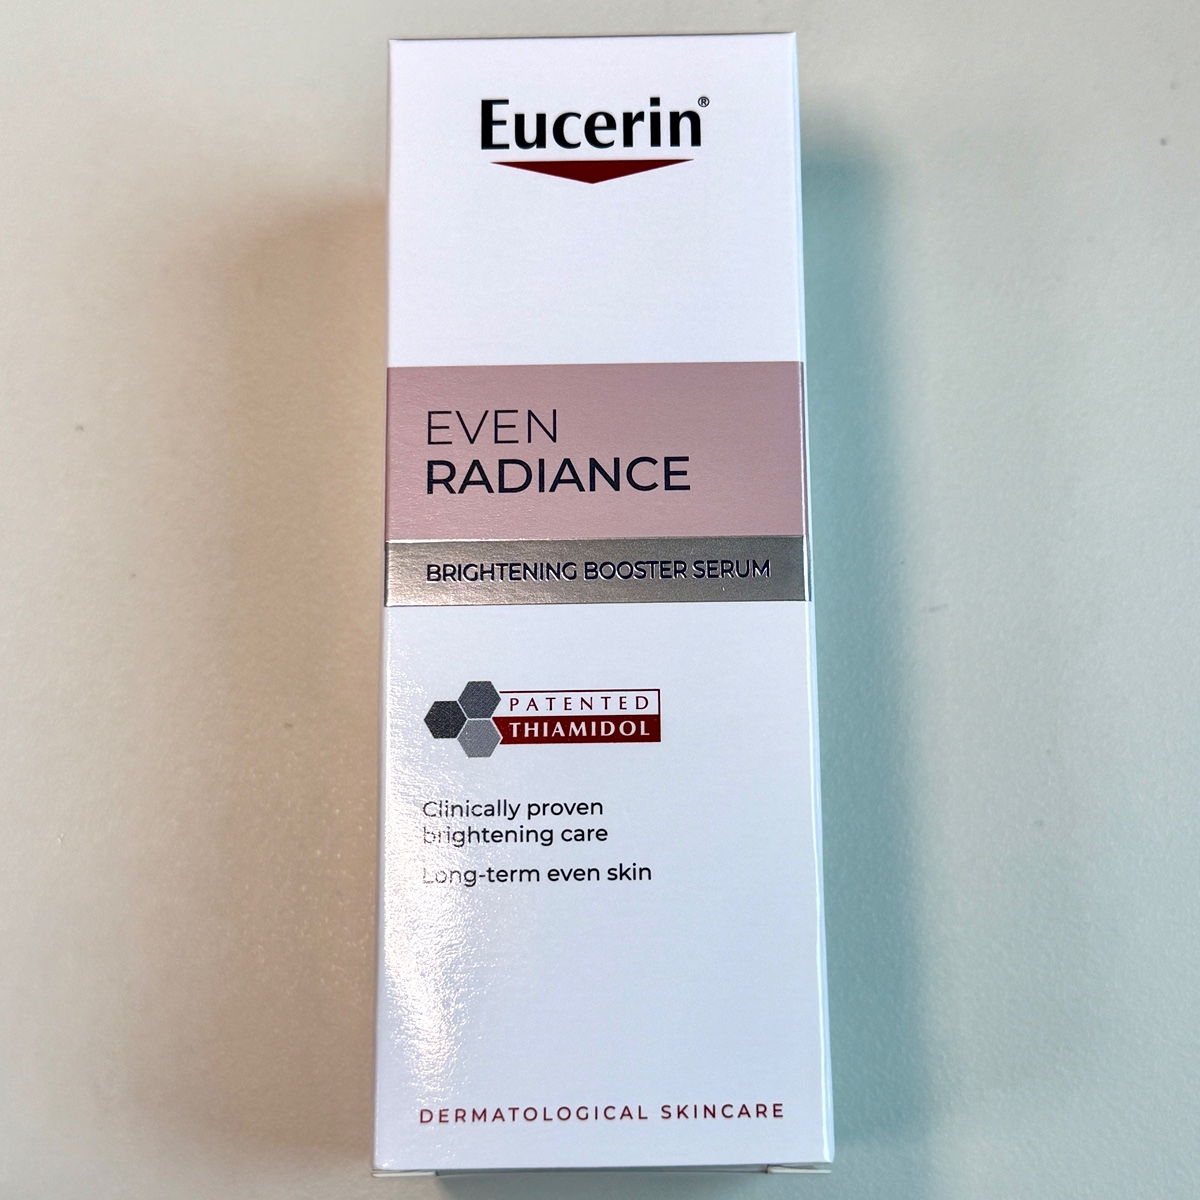 Eucerin®
EVEN
RADIANCE
BRIGHTENING BOOSTER SERUM
PATENTED
THIAMIDOL
Clinically proven
brightening care
Long-term even skin
DERMATOLOGICAL SKINCARE